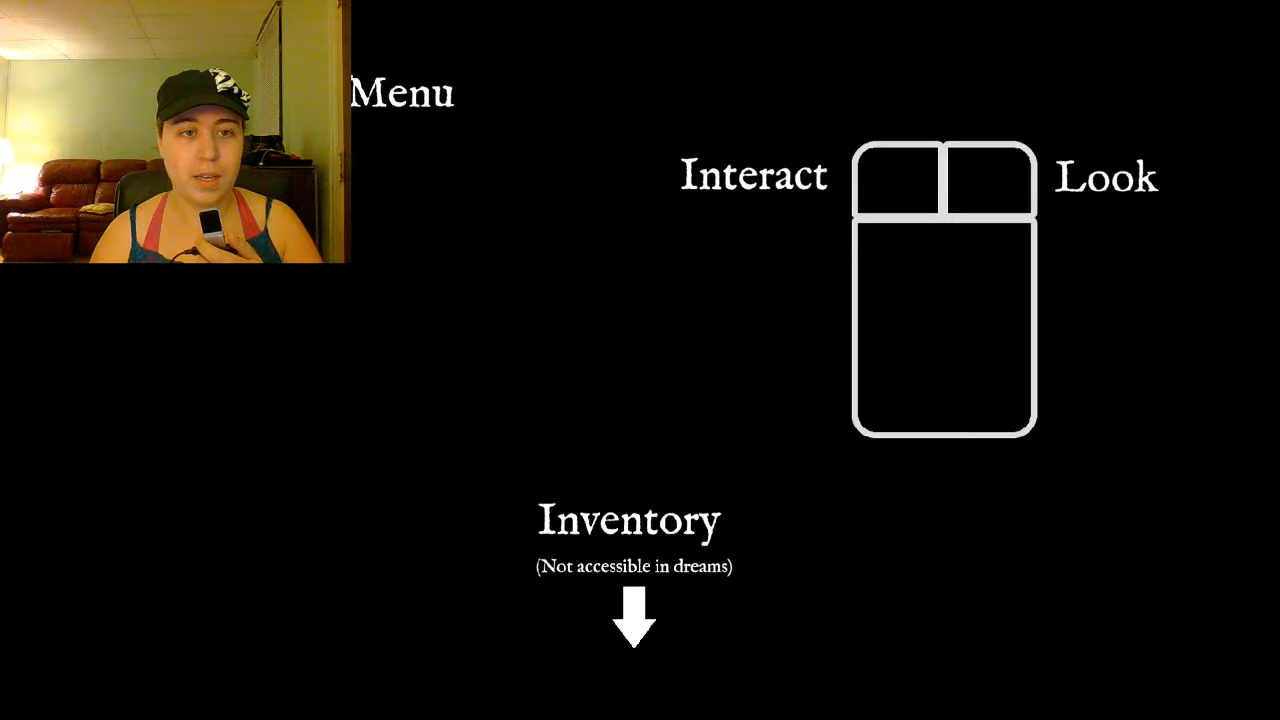 Menu
Interact
Look
Inventory
(Not accessible in dreams)